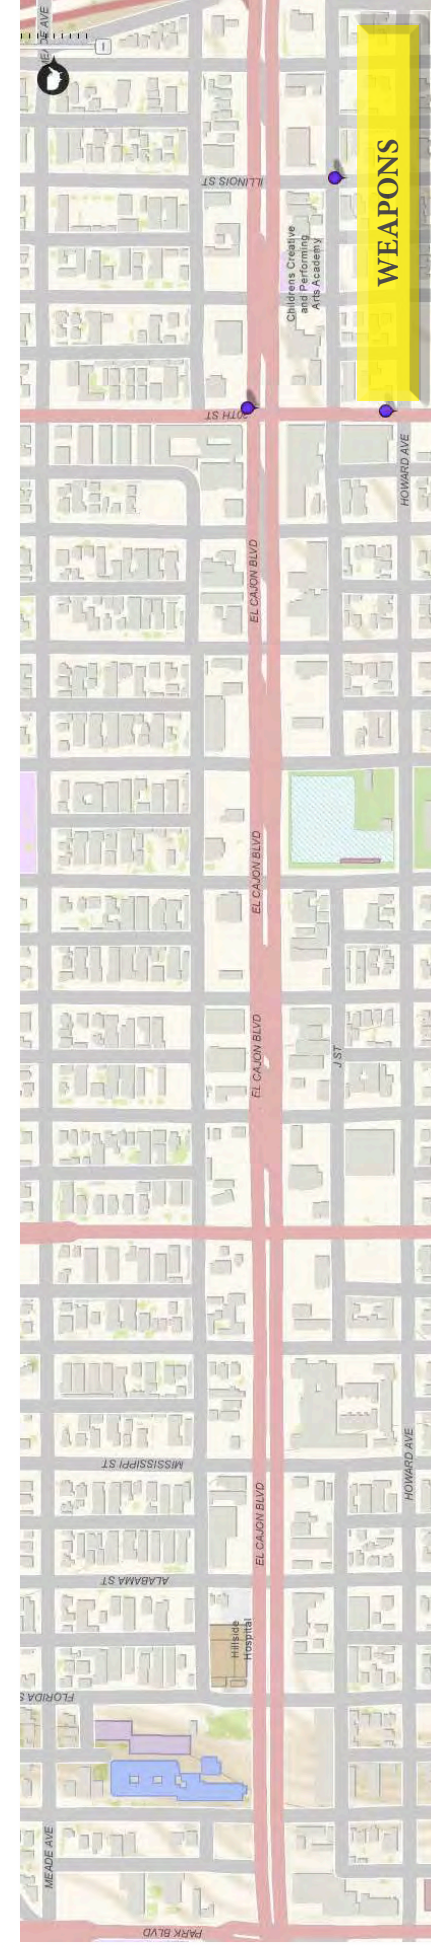 MEADE AVE
ILLINOIS ST
Childrens Creative
and Performing
Arts Academy
WEAPONS
30TH ST
HOWARD AVE
EL CAJON BLVD
EL CAJON BLVD
EL CAJON BLVD
J ST
MISSISSIPPI ST
HOWARD AVE
EL CAJON BLVD
ALABAMA ST
Hillside
Hospital
FLORIDA S
MEADE AVE
PARK BLVD